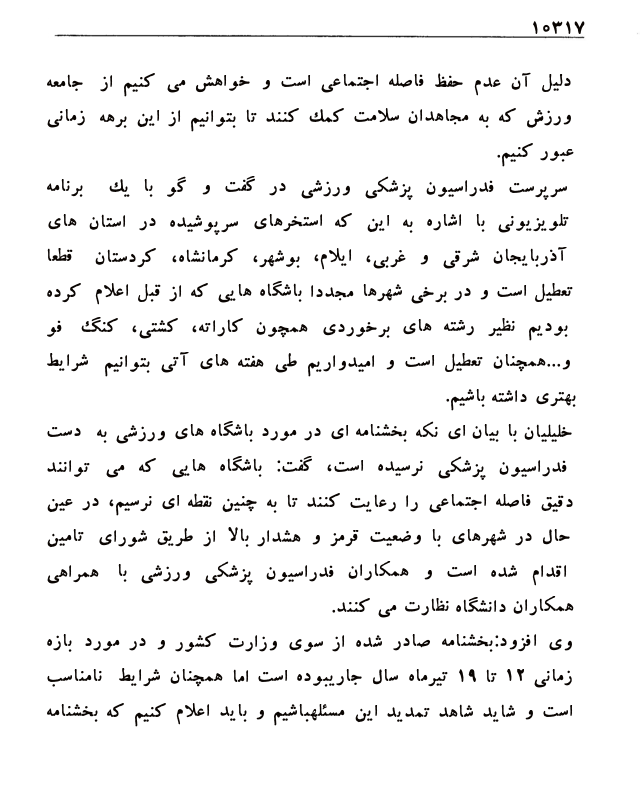 ۱۰۳۱۷
دلیل آن عدم حفظ فاصله اجتماعی است و خواهش می کنیم از جامعه
ورزش که به مجاهدان سلامت کمک کنند تا بتوانیم از این برهه زمانی
عبور کنیم.
سرپرست فدراسیون پزشکی ورزشی در گفت و گو با یک برنامه
تلویزیونی با اشاره به این که استخرهای سرپوشیده در استان های
آذربایجان شرقی و غربی، ایلام، بوشهر، کرمانشاه، کردستان قطعا
تعطیل است و در برخی شهرها مجددا باشگاه هایی که از قبل اعلام کرده
بودیم نظیر رشته های برخوردی همچون کاراته، کشتی، کنگ فو
و...همچنان تعطیل است و امیدواریم طی هفته های آتی بتوانیم شرایط
بهتری داشته باشیم.
خلیلیان با بیان ای نکه بخشنامه ای در مورد باشگاه های ورزشی به دست
فدراسیون پزشکی نرسیده است، گفت: باشگاه هایی که می توانند
دقیق فاصله اجتماعی را رعایت کنند تا به چنین نقطه ای نرسیم، در عین
حال در شهرهای با وضعیت قرمز و هشدار بالا از طریق شورای تامین
اقدام شده است و همکاران فدراسیون پزشکی ورزشی با همراهی
همکاران دانشگاه نظارت می کنند.
وی افزود:بخشنامه صادر شده از سوی وزارت کشور و در مورد بازه
زمانی ۱۲ تا ۱۹ تیرماه سال جاریبوده است اما همچنان شرایط نامناسب
است و شاید شاهد تمدید این مسئلهباشیم و باید اعلام کنیم که بخشنامه